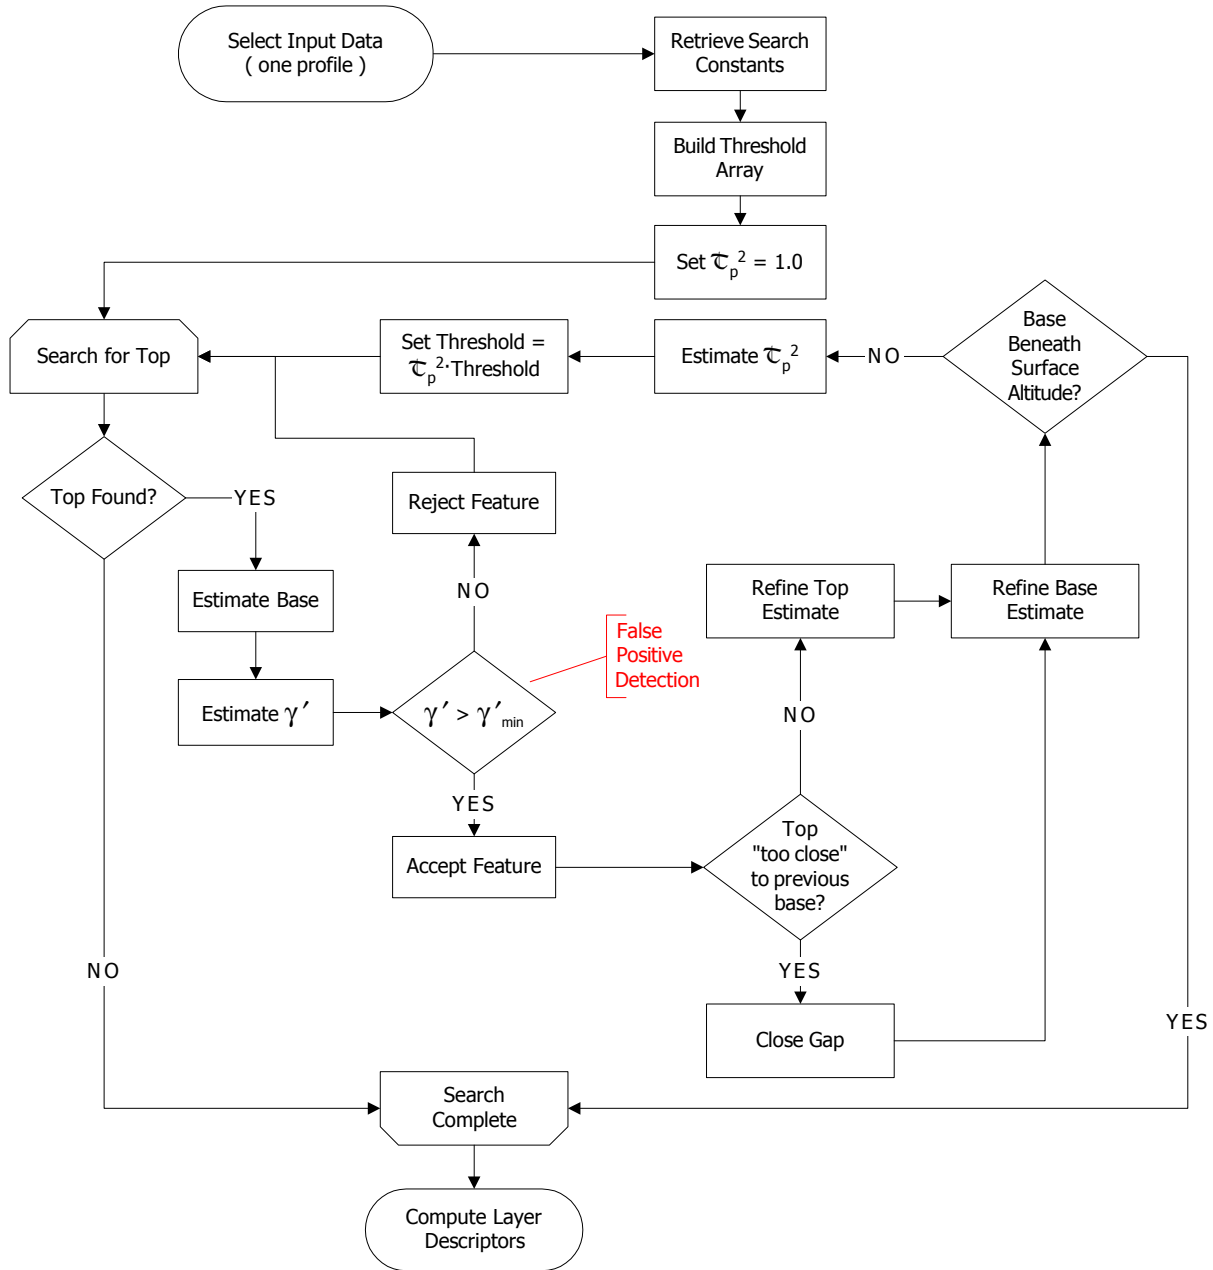 Select Input Data
( one profile )
Retrieve Search
Constants
Build Threshold
Array
Set 𝕿p² = 1.0
Search for Top
Set Threshold =
𝕿p²·Threshold
Estimate 𝕿p²
NO
Base
Beneath
Surface
Altitude?
Top Found?
YES
Reject Feature
Estimate Base
NO
False
Positive
Detection
Refine Top
Estimate
Refine Base
Estimate
Estimate γ′
γ′ > γ′min
NO
YES
Accept Feature
Top
"too close"
to previous
base?
NO
YES
Close Gap
YES
Search
Complete
Compute Layer
Descriptors